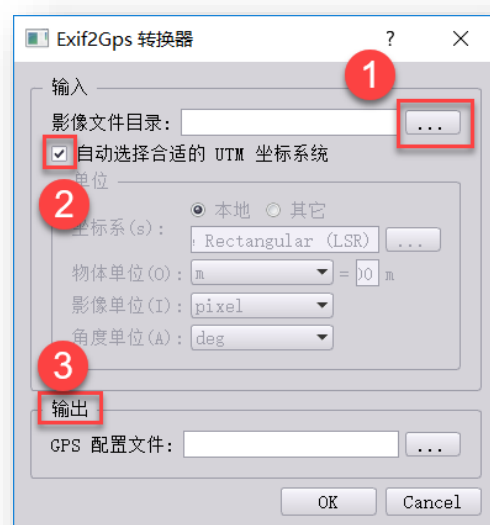 Exif2Gps 转换器
?
1
输入
影像文件目录:
...
自动选择合适的 UTM 坐标系统
2
单位
本地 其它
坐标系(s):
Rectangular (LSR) ...
物体单位(O): m = m
影像单位(I): pixel
角度单位(A): deg
3
输出
GPS 配置文件: ...
OK Cancel